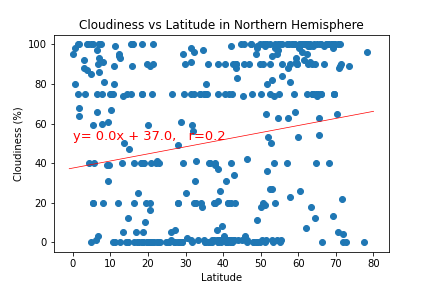 Cloudiness vs Latitude in Northern Hemisphere
100
80
60
40
20
0
Cloudiness (%)
y= 0.0x + 37.0,   r=0.2
0 10 20 30 40 50 60 70 80
Latitude